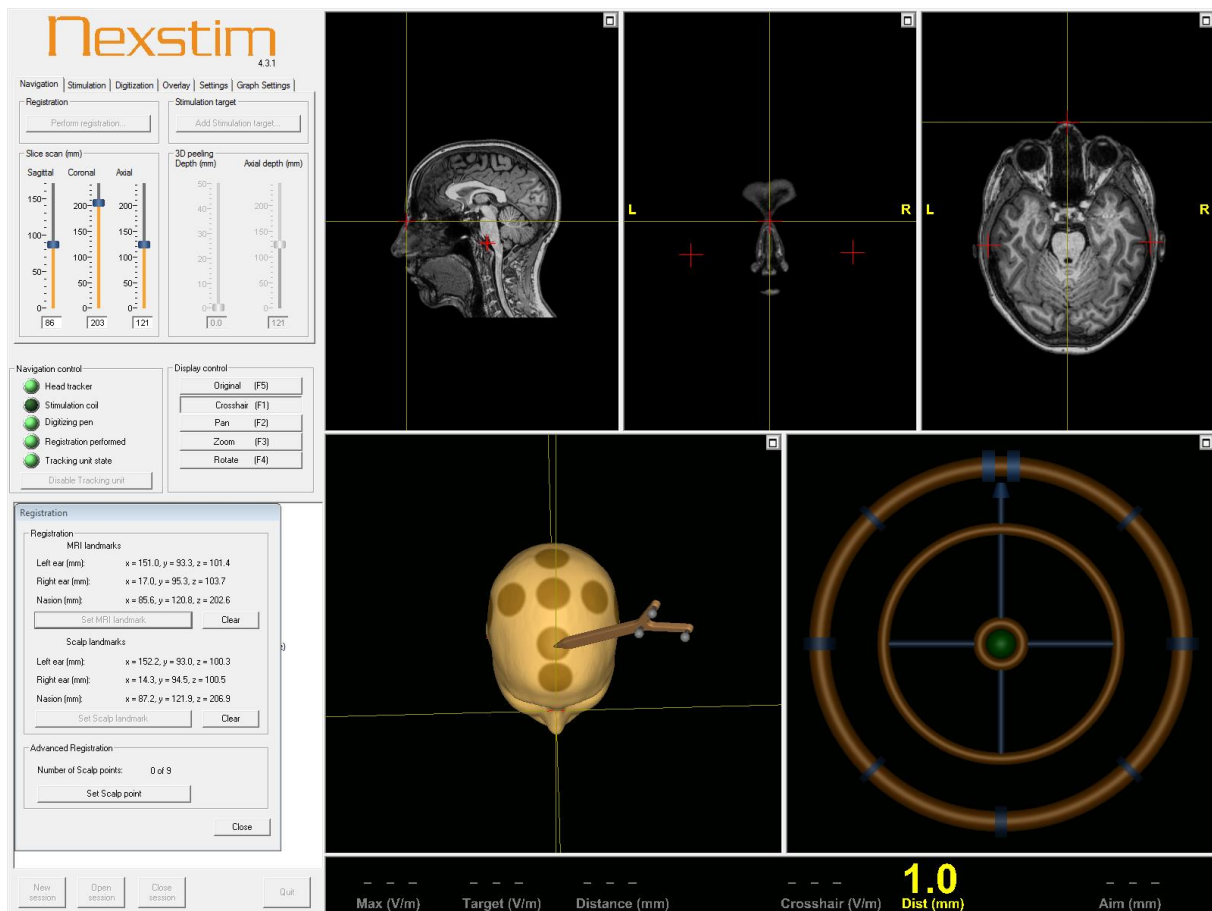 Nexstim
4.3.1
Navigation Stimulation Digitization Overlay Settings Graph Settings
Registration
Perform registration...
Stimulation target
Add Stimulation target...
Slice scan (mm)
Sagittal Coronal Axial
150
100
50
0
200
150
100
50
0
200
150
100
50
0
86 203 121
3D peeling
Depth (mm) Axial depth (mm)
50
40
30
20
10
0
200
150
100
50
0
0.0 121
Navigation control
Head tracker
Stimulation coil
Digitizing pen
Registration performed
Tracking unit state
Disable Tracking unit
Display control
Original (F5)
Crosshair (F1)
Pan (F2)
Zoom (F3)
Rotate (F4)
Registration
Registration
MRI landmarks
Left ear (mm): x = 151.0, y = 93.3, z = 101.4
Right ear (mm): x = 17.0, y = 95.3, z = 103.7
Nasion (mm): x = 85.6, y = 120.8, z = 202.6
Set MRI landmark Clear
Scalp landmarks
Left ear (mm): x = 152.2, y = 93.0, z = 100.3
Right ear (mm): x = 14.3, y = 94.5, z = 100.5
Nasion (mm): x = 87.2, y = 121.9, z = 206.9
Set Scalp landmark Clear
Advanced Registration
Number of Scalp points: 0 of 9
Set Scalp point
Close
New session
Open session
Close session
Quit
L R
L R
- - -
Max (V/m)
- - -
Target (V/m)
- - -
Distance (mm)
- - -
Crosshair (V/m)
1.0
Dist (mm)
- - -
Aim (mm)